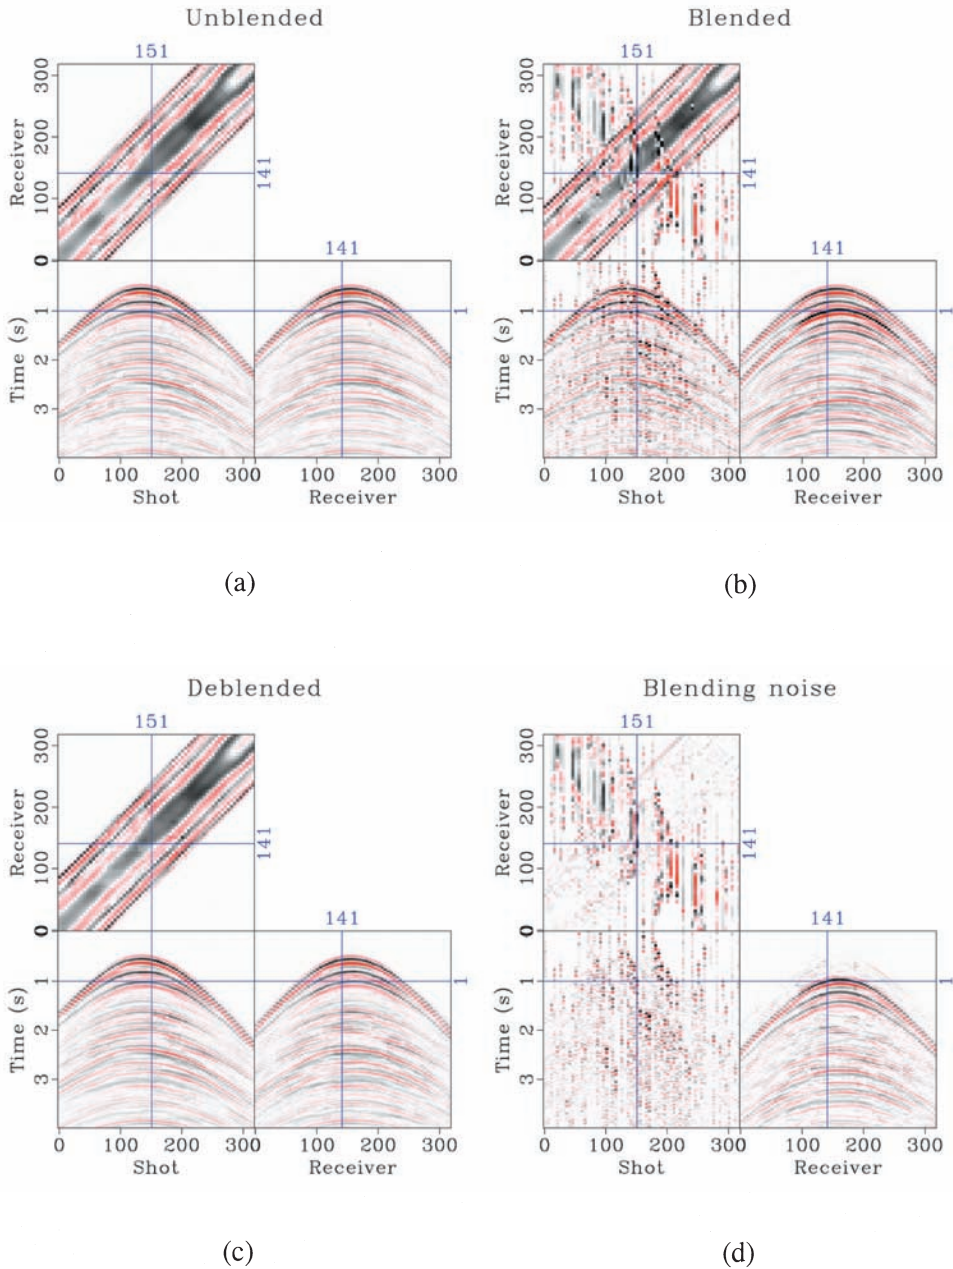 Unblended
151
Receiver
0 100 200 300
141
141
Time (s)
1 2 3
1
0 100 200 300
Shot
0 100 200 300
Receiver
(a)
Blended
151
Receiver
0 100 200 300
141
141
Time (s)
0 1 2 3
1
0 100 200 300
Shot
0 100 200 300
Receiver
(b)
Deblended
151
Receiver
0 100 200 300
141
141
Time (s)
0 1 2 3
1
0 100 200 300
Shot
0 100 200 300
Receiver
(c)
Blending noise
151
Receiver
0 100 200 300
141
141
Time (s)
0 1 2 3
1
0 100 200 300
Shot
0 100 200 300
Receiver
(d)